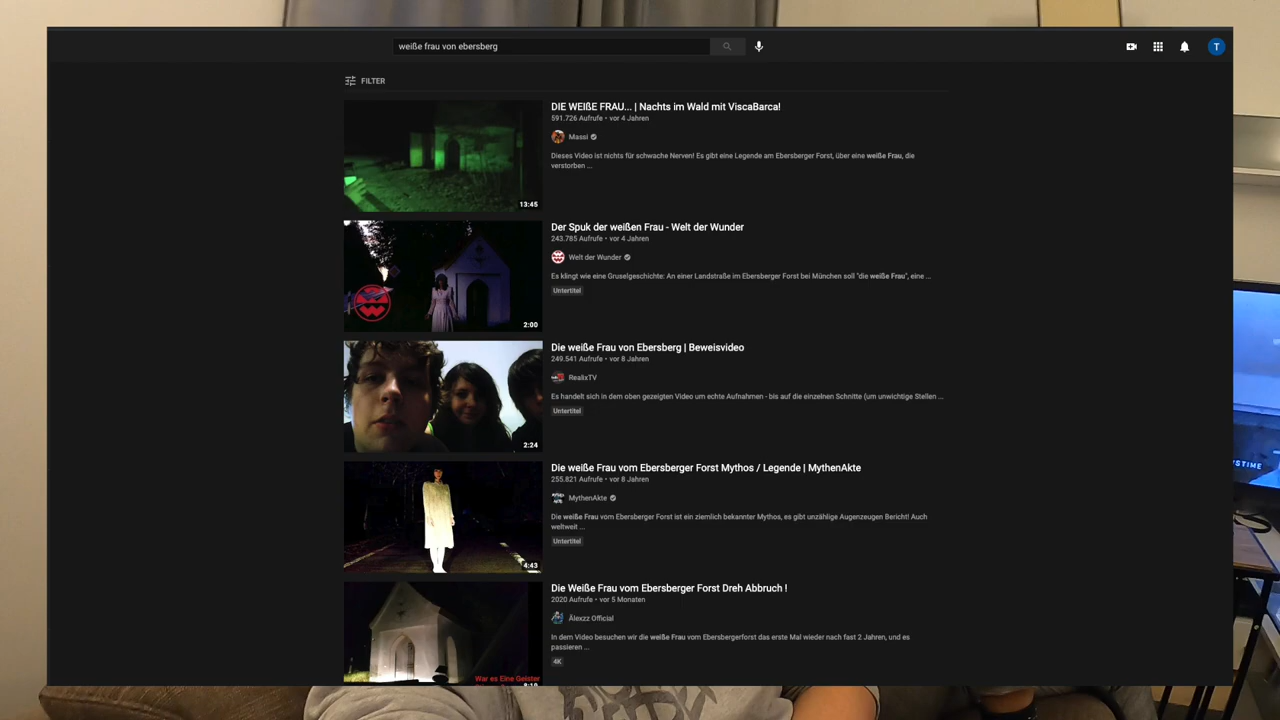 weiße frau von ebersberg
T
FILTER
DIE WEIßE FRAU... | Nachts im Wald mit ViscaBarca!
591.726 Aufrufe • vor 4 Jahren
Massi
Dieses Video ist nichts für schwache Nerven! Es gibt eine Legende am Ebersberger Forst, über eine weiße Frau, die
verstorben ...
13:45
Der Spuk der weißen Frau - Welt der Wunder
243.785 Aufrufe • vor 4 Jahren
Welt der Wunder
Es klingt wie eine Gruselgeschichte: An einer Landstraße im Ebersberger Forst bei München soll "die weiße Frau", eine ...
Untertitel
2:00
Die weiße Frau von Ebersberg | Beweisvideo
249.541 Aufrufe • vor 8 Jahren
RealixTV
Es handelt sich in dem oben gezeigten Video um echte Aufnahmen - bis auf die einzelnen Schnitte (um unwichtige Stellen ...
Untertitel
2:24
Die weiße Frau vom Ebersberger Forst Mythos / Legende | MythenAkte
255.821 Aufrufe • vor 8 Jahren
MythenAkte
Die weiße Frau vom Ebersberger Forst ist ein ziemlich bekannter Mythos, es gibt unzählige Augenzeugen Bericht! Auch
weltweit ...
Untertitel
4:43
Die Weiße Frau vom Ebersberger Forst Dreh Abbruch !
2020 Aufrufe • vor 5 Monaten
Älexzz Official
In dem Video besuchen wir die weiße Frau vom Ebersbergerforst das erste Mal wieder nach fast 2 Jahren, und es
passieren ...
4K
War es Eine Geister